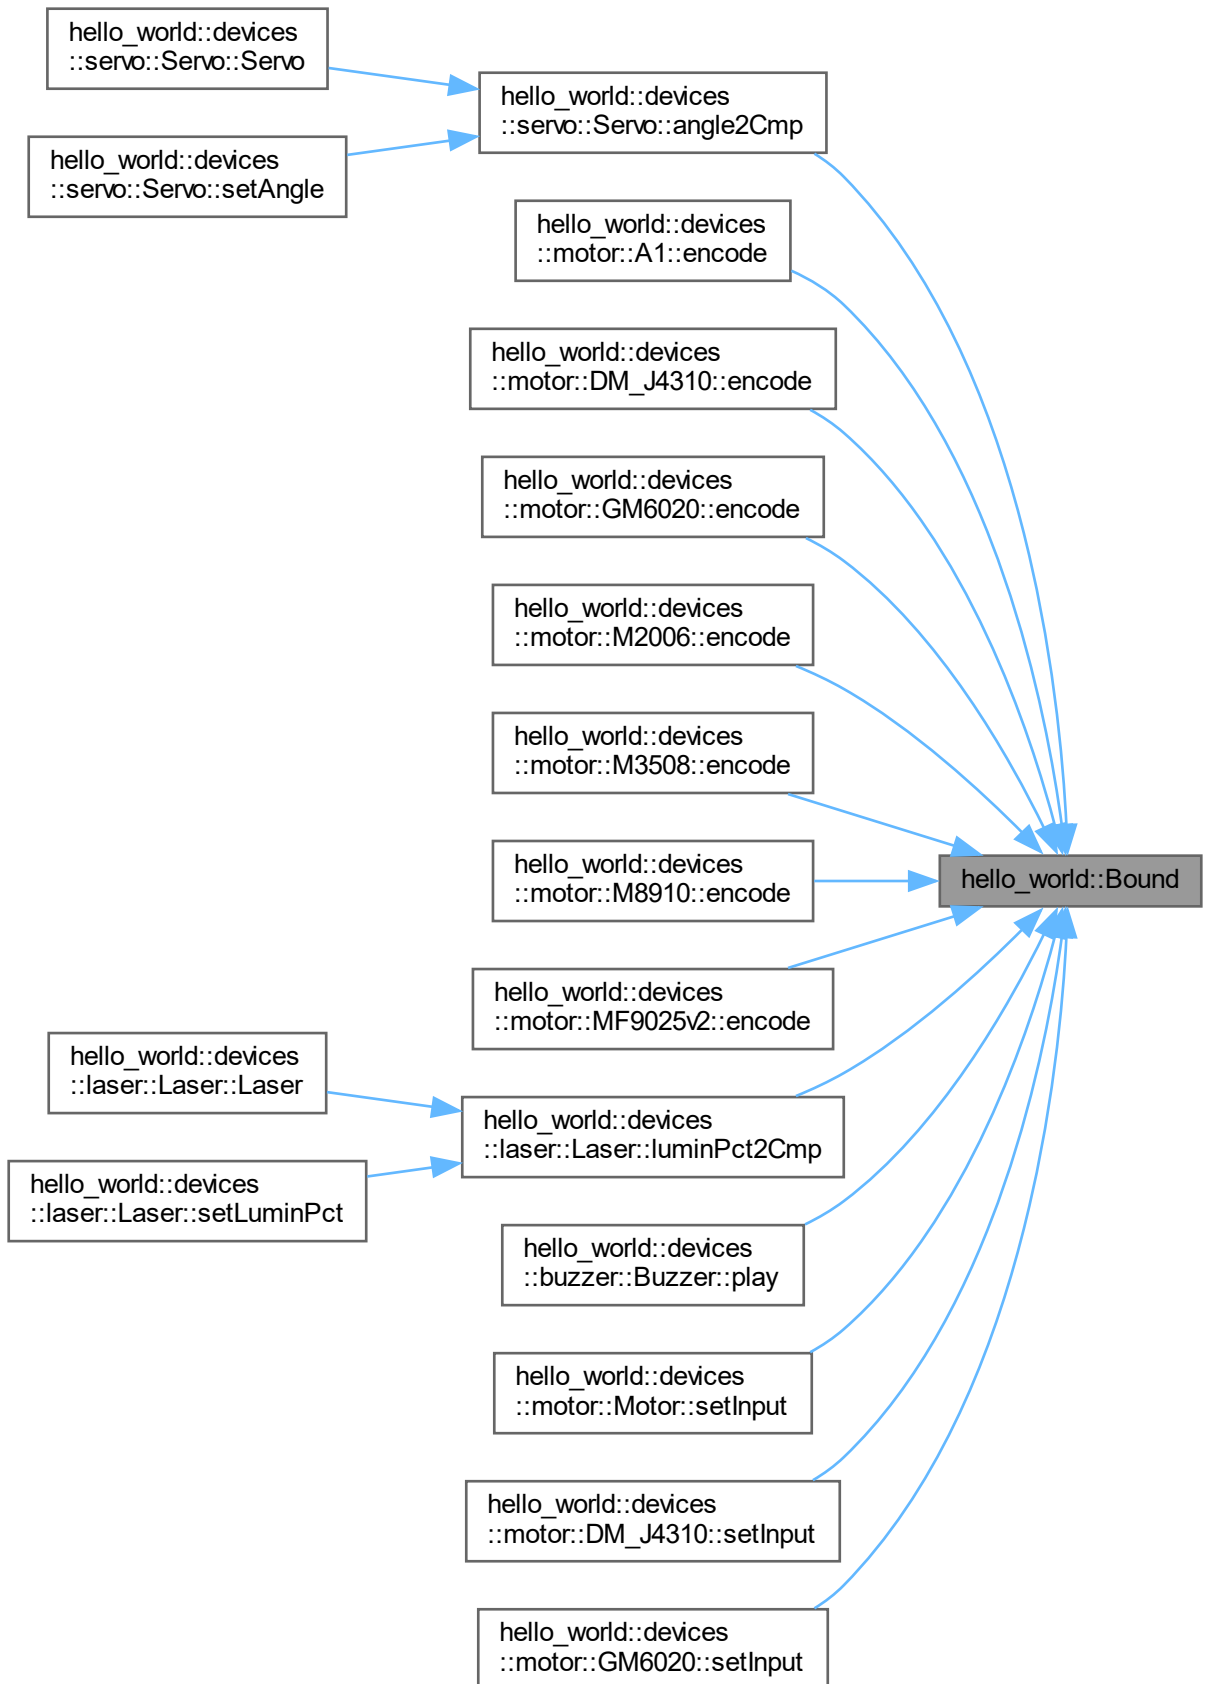 hello_world::devices
::servo::Servo::Servo
hello_world::devices
::servo::Servo::setAngle
hello_world::devices
::servo::Servo::angle2Cmp
hello_world::devices
::motor::A1::encode
hello_world::devices
::motor::DM_J4310::encode
hello_world::devices
::motor::GM6020::encode
hello_world::devices
::motor::M2006::encode
hello_world::devices
::motor::M3508::encode
hello_world::devices
::motor::M8910::encode
hello_world::Bound
hello_world::devices
::motor::MF9025v2::encode
hello_world::devices
::laser::Laser::Laser
hello_world::devices
::laser::Laser::setLuminPct
hello_world::devices
::laser::Laser::luminPct2Cmp
hello_world::devices
::buzzer::Buzzer::play
hello_world::devices
::motor::Motor::setInput
hello_world::devices
::motor::DM_J4310::setInput
hello_world::devices
::motor::GM6020::setInput